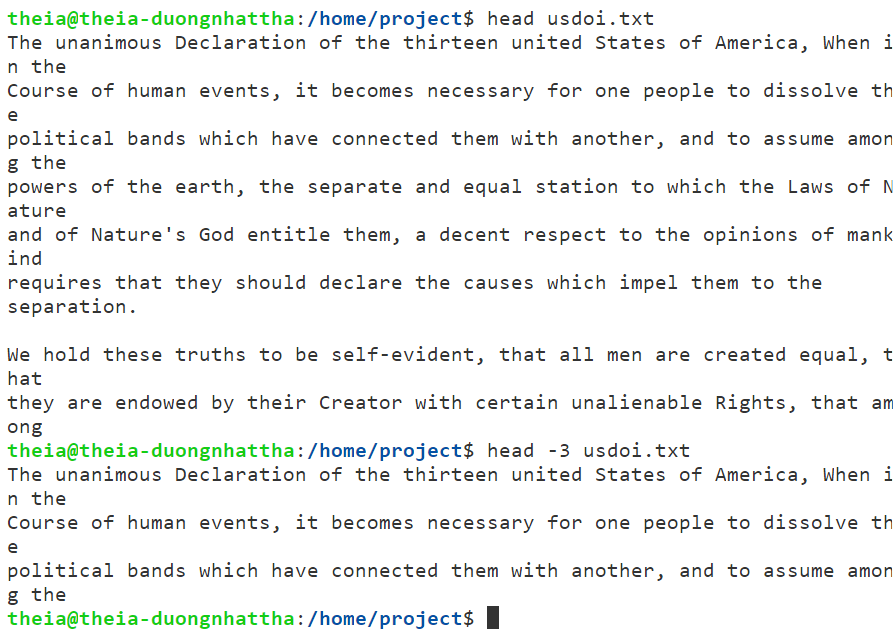 theia@theia-duongnhattha:/home/project$ head usdoi.txt
The unanimous Declaration of the thirteen united States of America, When i
n the
Course of human events, it becomes necessary for one people to dissolve th
e
political bands which have connected them with another, and to assume amon
g the
powers of the earth, the separate and equal station to which the Laws of N
ature
and of Nature's God entitle them, a decent respect to the opinions of mank
ind
requires that they should declare the causes which impel them to the
separation.

We hold these truths to be self-evident, that all men are created equal, t
hat
they are endowed by their Creator with certain unalienable Rights, that am
ong
theia@theia-duongnhattha:/home/project$ head -3 usdoi.txt
The unanimous Declaration of the thirteen united States of America, When i
n the
Course of human events, it becomes necessary for one people to dissolve th
e
political bands which have connected them with another, and to assume amon
g the
theia@theia-duongnhattha:/home/project$